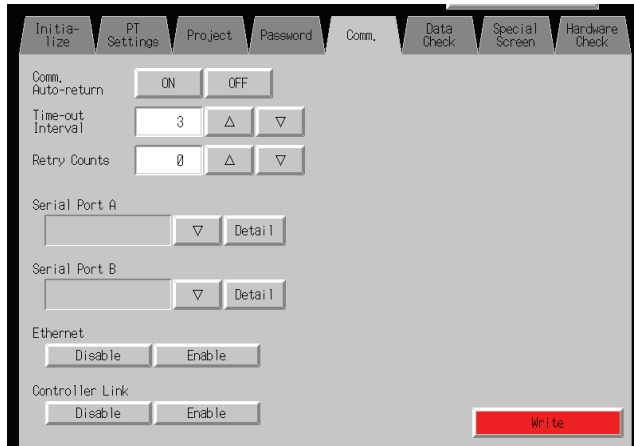 Initia-
lize
PT
Settings
Project
Password
Comm.
Data
Check
Special
Screen
Hardware
Check
Comm.
Auto-return
ON
OFF
Time-out
Interval
3
△
▽
Retry Counts
0
△
▽
Serial Port A
▽
Detail
Serial Port B
▽
Detail
Ethernet
Disable
Enable
Controller Link
Disable
Enable
Write